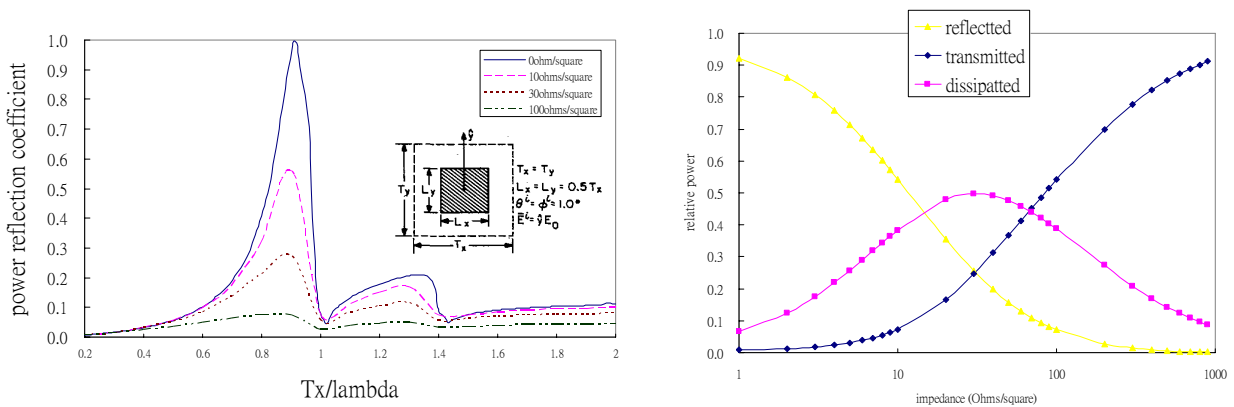 power reflection coefficient
1.0
0.9
0.8
0.7
0.6
0.5
0.4
0.3
0.2
0.1
0.0
0.2
0.4
0.6
0.8
1
1.2
1.4
1.6
1.8
2
Tx/lambda
0ohm/square
10ohms/square
30ohms/square
100ohms/square
ŷ
Ty
Ly
Lx
Tx
Tx = Ty
Lx = Ly = 0.5 Tx
θⁱ = ϕⁱ = 1.0°
Ēⁱ = ŷE₀
reflectted
transmitted
dissipatted
relative power
1.0
0.9
0.8
0.7
0.6
0.5
0.4
0.3
0.2
0.1
0.0
1
10
100
1000
impedance (Ohms/square)